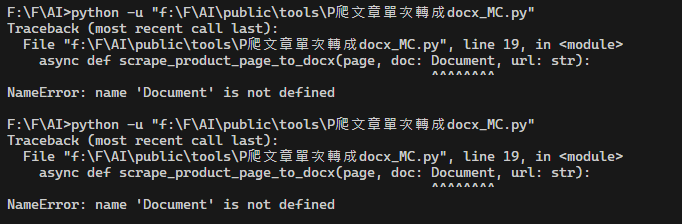 F:\F\AI>python -u "f:\F\AI\public\tools\P爬文章單次轉成docx_MC.py"
Traceback (most recent call last):
  File "f:\F\AI\public\tools\P爬文章單次轉成docx_MC.py", line 19, in <module>
    async def scrape_product_page_to_docx(page, doc: Document, url: str):
                                                     ^^^^^^^^
NameError: name 'Document' is not defined

F:\F\AI>python -u "f:\F\AI\public\tools\P爬文章單次轉成docx_MC.py"
Traceback (most recent call last):
  File "f:\F\AI\public\tools\P爬文章單次轉成docx_MC.py", line 19, in <module>
    async def scrape_product_page_to_docx(page, doc: Document, url: str):
                                                     ^^^^^^^^
NameError: name 'Document' is not defined